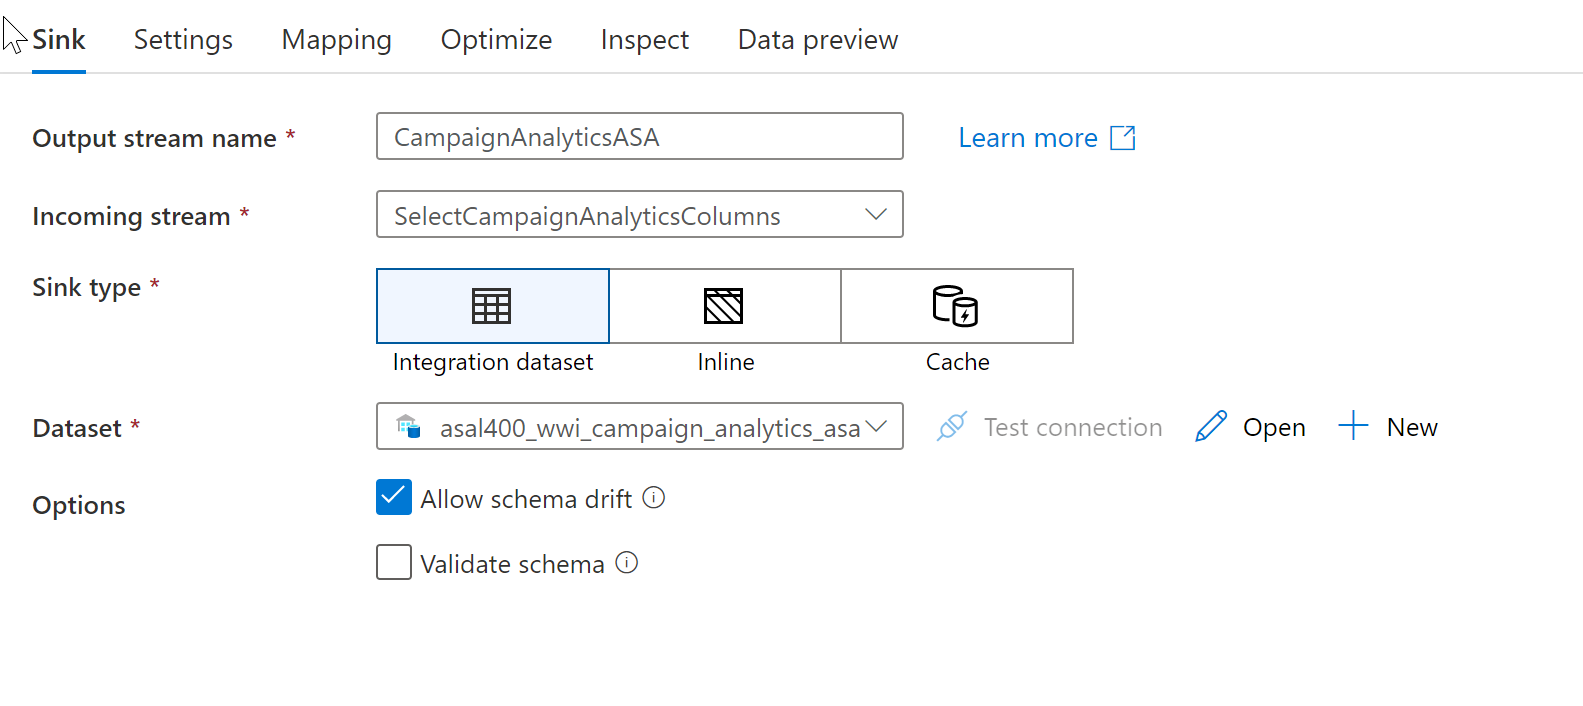 Sink Settings Mapping Optimize Inspect Data preview
Output stream name * CampaignAnalyticsASA Learn more
Incoming stream * SelectCampaignAnalyticsColumns
Sink type *
Integration dataset Inline Cache
Dataset * asal400_wwi_campaign_analytics_asa Test connection Open New
Options Allow schema drift
Validate schema